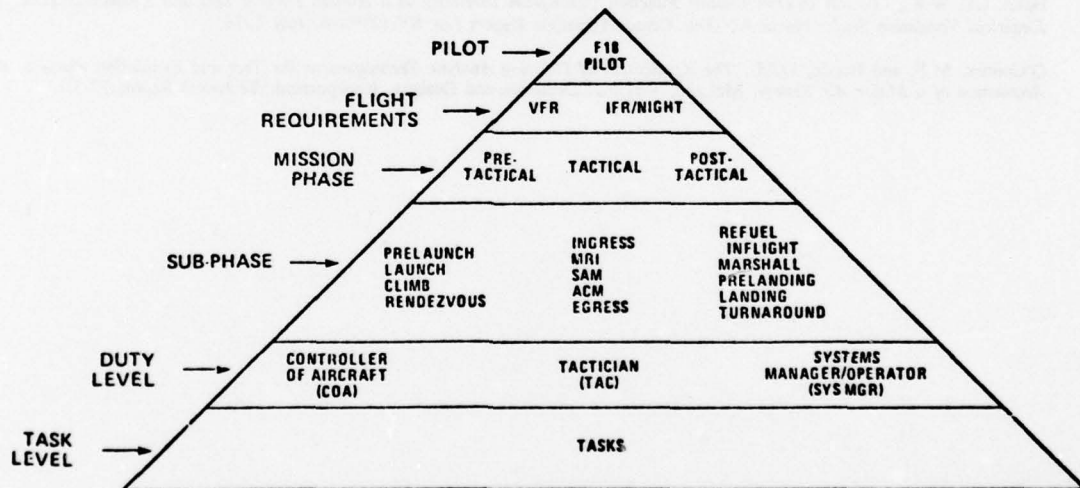 PILOT
F18
PILOT
FLIGHT
REQUIREMENTS
VFR IFR/NIGHT
MISSION
PHASE
PRE-
TACTICAL
TACTICAL
POST-
TACTICAL
SUB-PHASE
PRELAUNCH
LAUNCH
CLIMB
RENDEZVOUS
INGRESS
MRI
SAM
ACM
EGRESS
REFUEL
INFLIGHT
MARSHALL
PRELANDING
LANDING
TURNAROUND
DUTY
LEVEL
CONTROLLER
OF AIRCRAFT
(COA)
TACTICIAN
(TAC)
SYSTEMS
MANAGER/OPERATOR
(SYS MGR)
TASK
LEVEL
TASKS